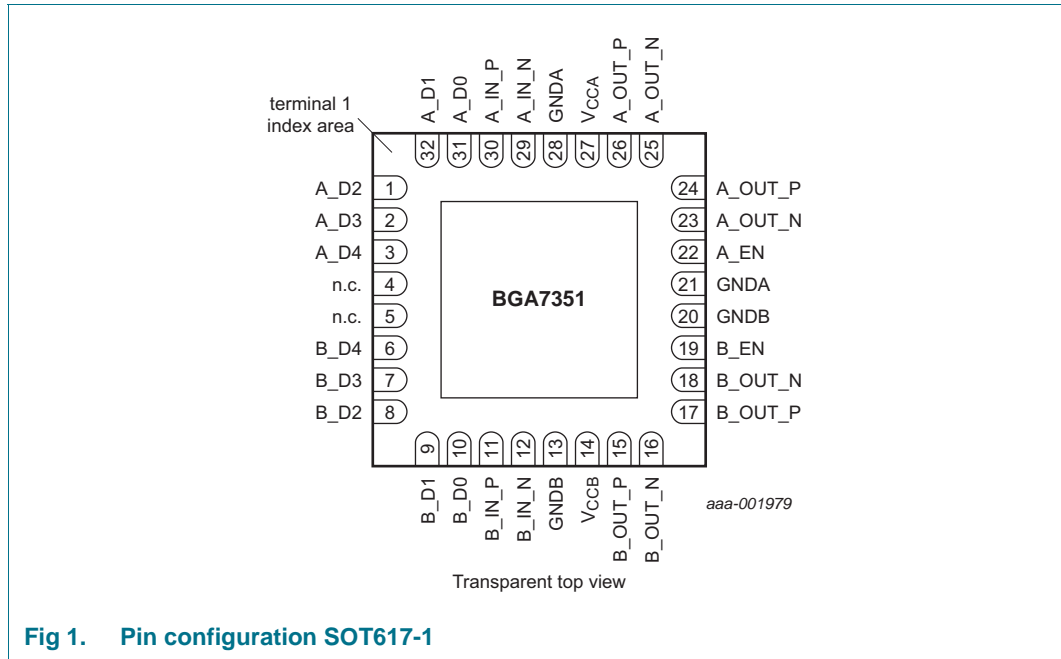 A_D1
A_D0
A_IN_P
A_IN_N
GNDA
VCCA
A_OUT_P
A_OUT_N
terminal 1
index area
32
31
30
29
28
27
26
25
A_D2 1
A_D3 2
A_D4 3
n.c. 4
n.c. 5
B_D4 6
B_D3 7
B_D2 8
BGA7351
24 A_OUT_P
23 A_OUT_N
22 A_EN
21 GNDA
20 GNDB
19 B_EN
18 B_OUT_N
17 B_OUT_P
9
10
11
12
13
14
15
16
B_D1
B_D0
B_IN_P
B_IN_N
GNDB
VCCB
B_OUT_P
B_OUT_N
aaa-001979
Transparent top view
Fig 1. Pin configuration SOT617-1